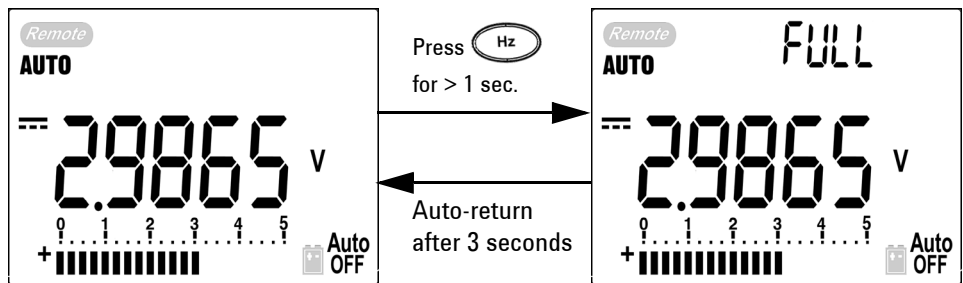 Remote
AUTO
2.9865 V
0 1 2 3 4 5
+
Auto
OFF
Press Hz
for > 1 sec.
Auto-return
after 3 seconds
Remote
FULL
AUTO
2.9865 V
0 1 2 3 4 5
+
Auto
OFF